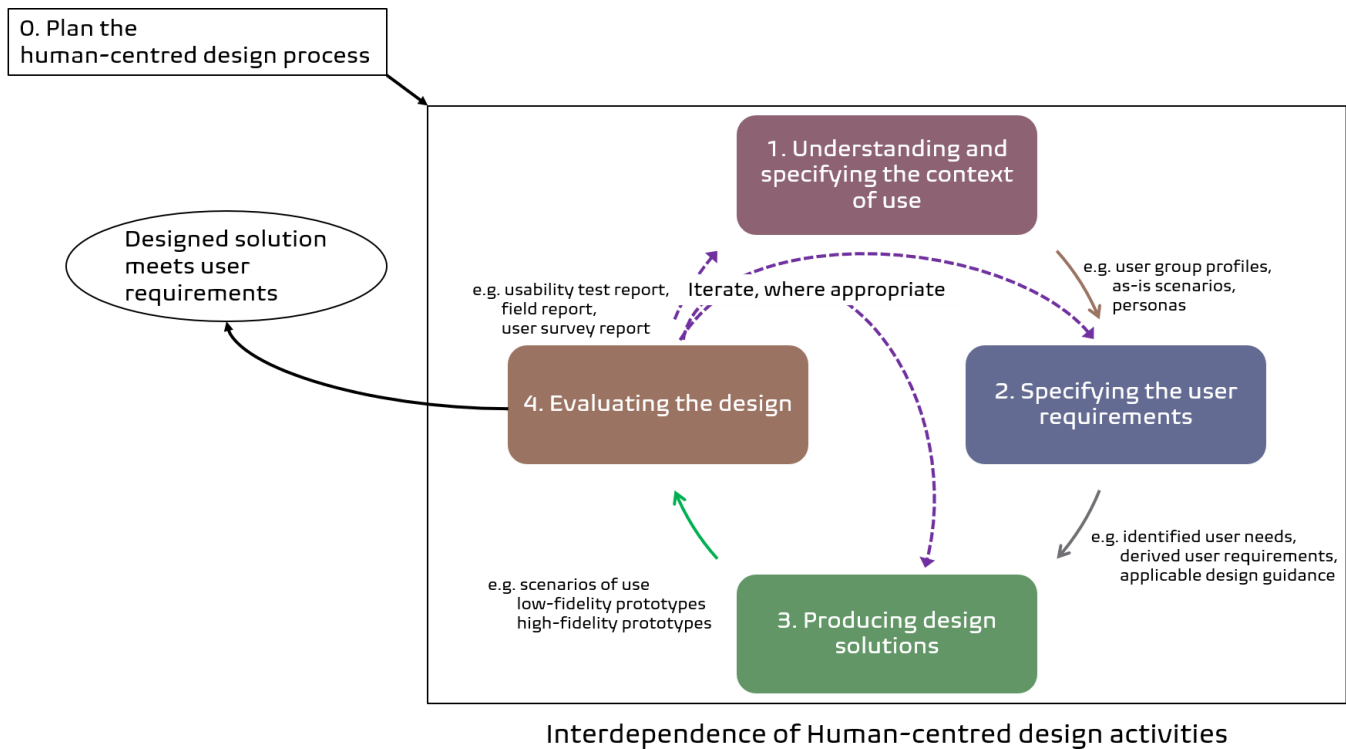 0. Plan the
human-centred design process
1. Understanding and
specifying the context
of use
Designed solution
meets user
requirements
e.g. user group profiles,
as-is scenarios,
personas
e.g. usability test report,
field report,
user survey report
Iterate, where appropriate
4. Evaluating the design
2. Specifying the user
requirements
e.g. identified user needs,
derived user requirements,
applicable design guidance
e.g. scenarios of use
low-fidelity prototypes
high-fidelity prototypes
3. Producing design
solutions
Interdependence of Human-centred design activities